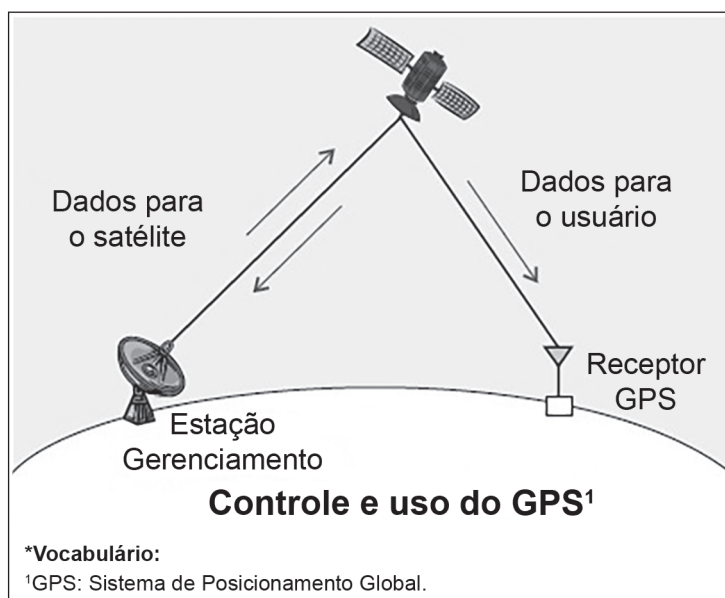 Dados para
o satélite
Dados para
o usuário
Receptor
GPS
Estação
Gerenciamento
Controle e uso do GPS¹
*Vocabulário:
¹GPS: Sistema de Posicionamento Global.